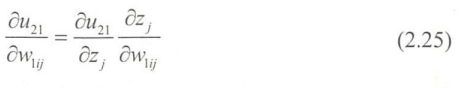 ∂u₂₁/∂w₁ᵢⱼ = ∂u₂₁/∂zⱼ ∂zⱼ/∂w₁ᵢⱼ (2.25)